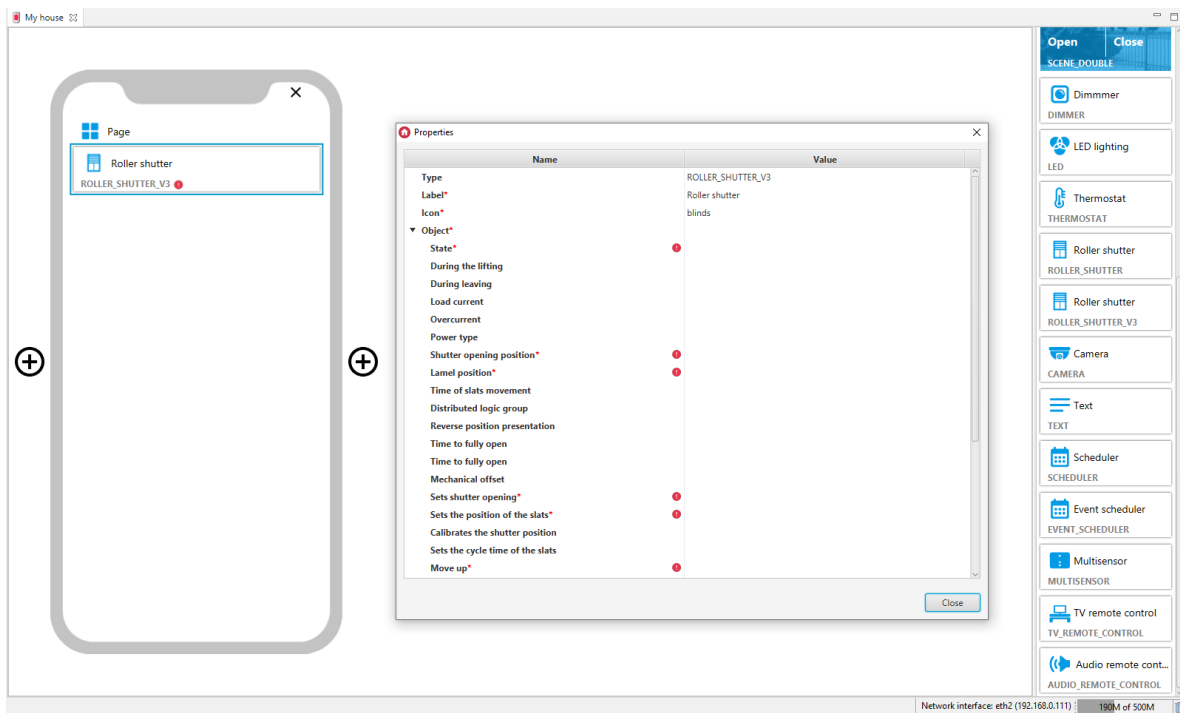 My house
Page
Roller shutter
ROLLER_SHUTTER_V3
Properties
Name Value
Type ROLLER_SHUTTER_V3
Label* Roller shutter
Icon* blinds
Object*
State*
During the lifting
During leaving
Load current
Overcurrent
Power type
Shutter opening position*
Lamel position*
Time of slats movement
Distributed logic group
Reverse position presentation
Time to fully open
Time to fully open
Mechanical offset
Sets shutter opening*
Sets the position of the slats*
Calibrates the shutter position
Sets the cycle time of the slats
Move up*
Close
Open Close
SCENE_DOUBLE
Dimmmer
DIMMER
LED lighting
LED
Thermostat
THERMOSTAT
Roller shutter
ROLLER_SHUTTER
Roller shutter
ROLLER_SHUTTER_V3
Camera
CAMERA
Text
TEXT
Scheduler
SCHEDULER
Event scheduler
EVENT_SCHEDULER
Multisensor
MULTISENSOR
TV remote control
TV_REMOTE_CONTROL
Audio remote cont...
AUDIO_REMOTE_CONTROL
Network interface: eth2 (192.168.0.111) 190M of 500M